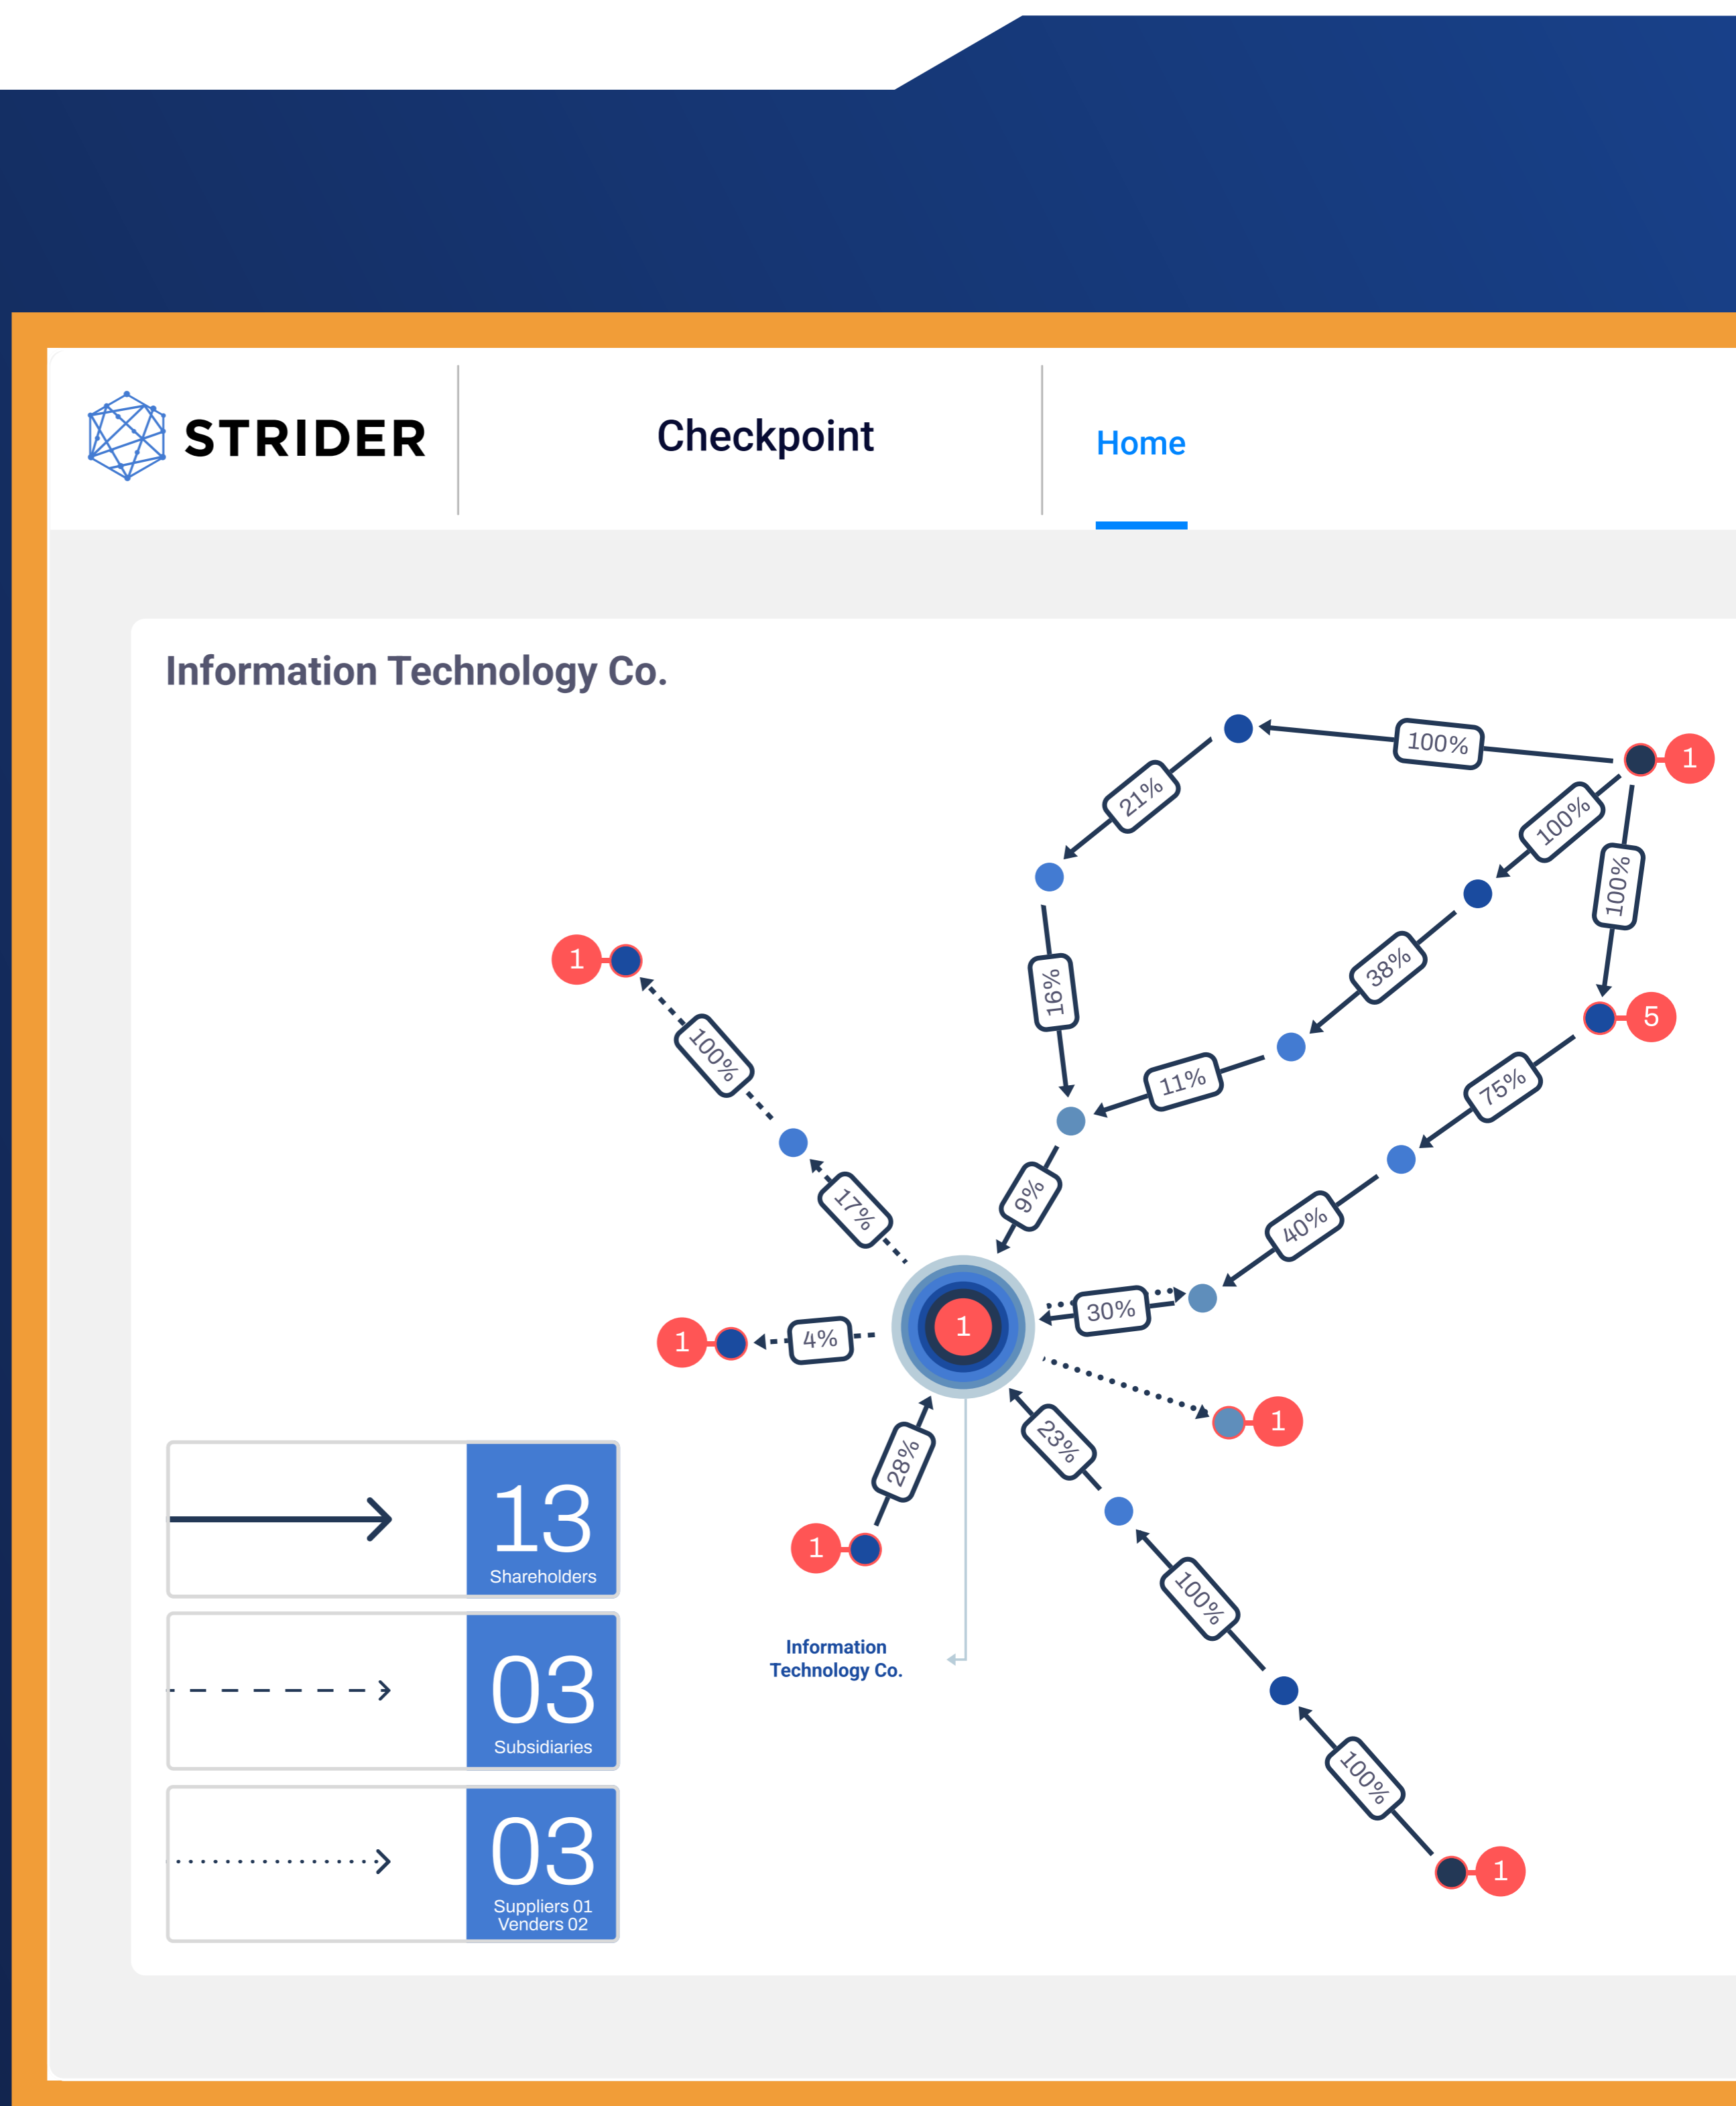 STRIDER
Checkpoint
Home
Information Technology Co.
100%
1
21%
100%
100%
1
16%
38%
5
100%
11%
75%
17%
9%
40%
30%
1
1
4%
1
28%
23%
1
100%
13
Shareholders
Information
Technology Co.
03
Subsidiaries
100%
03
Suppliers 01
Venders 02
1